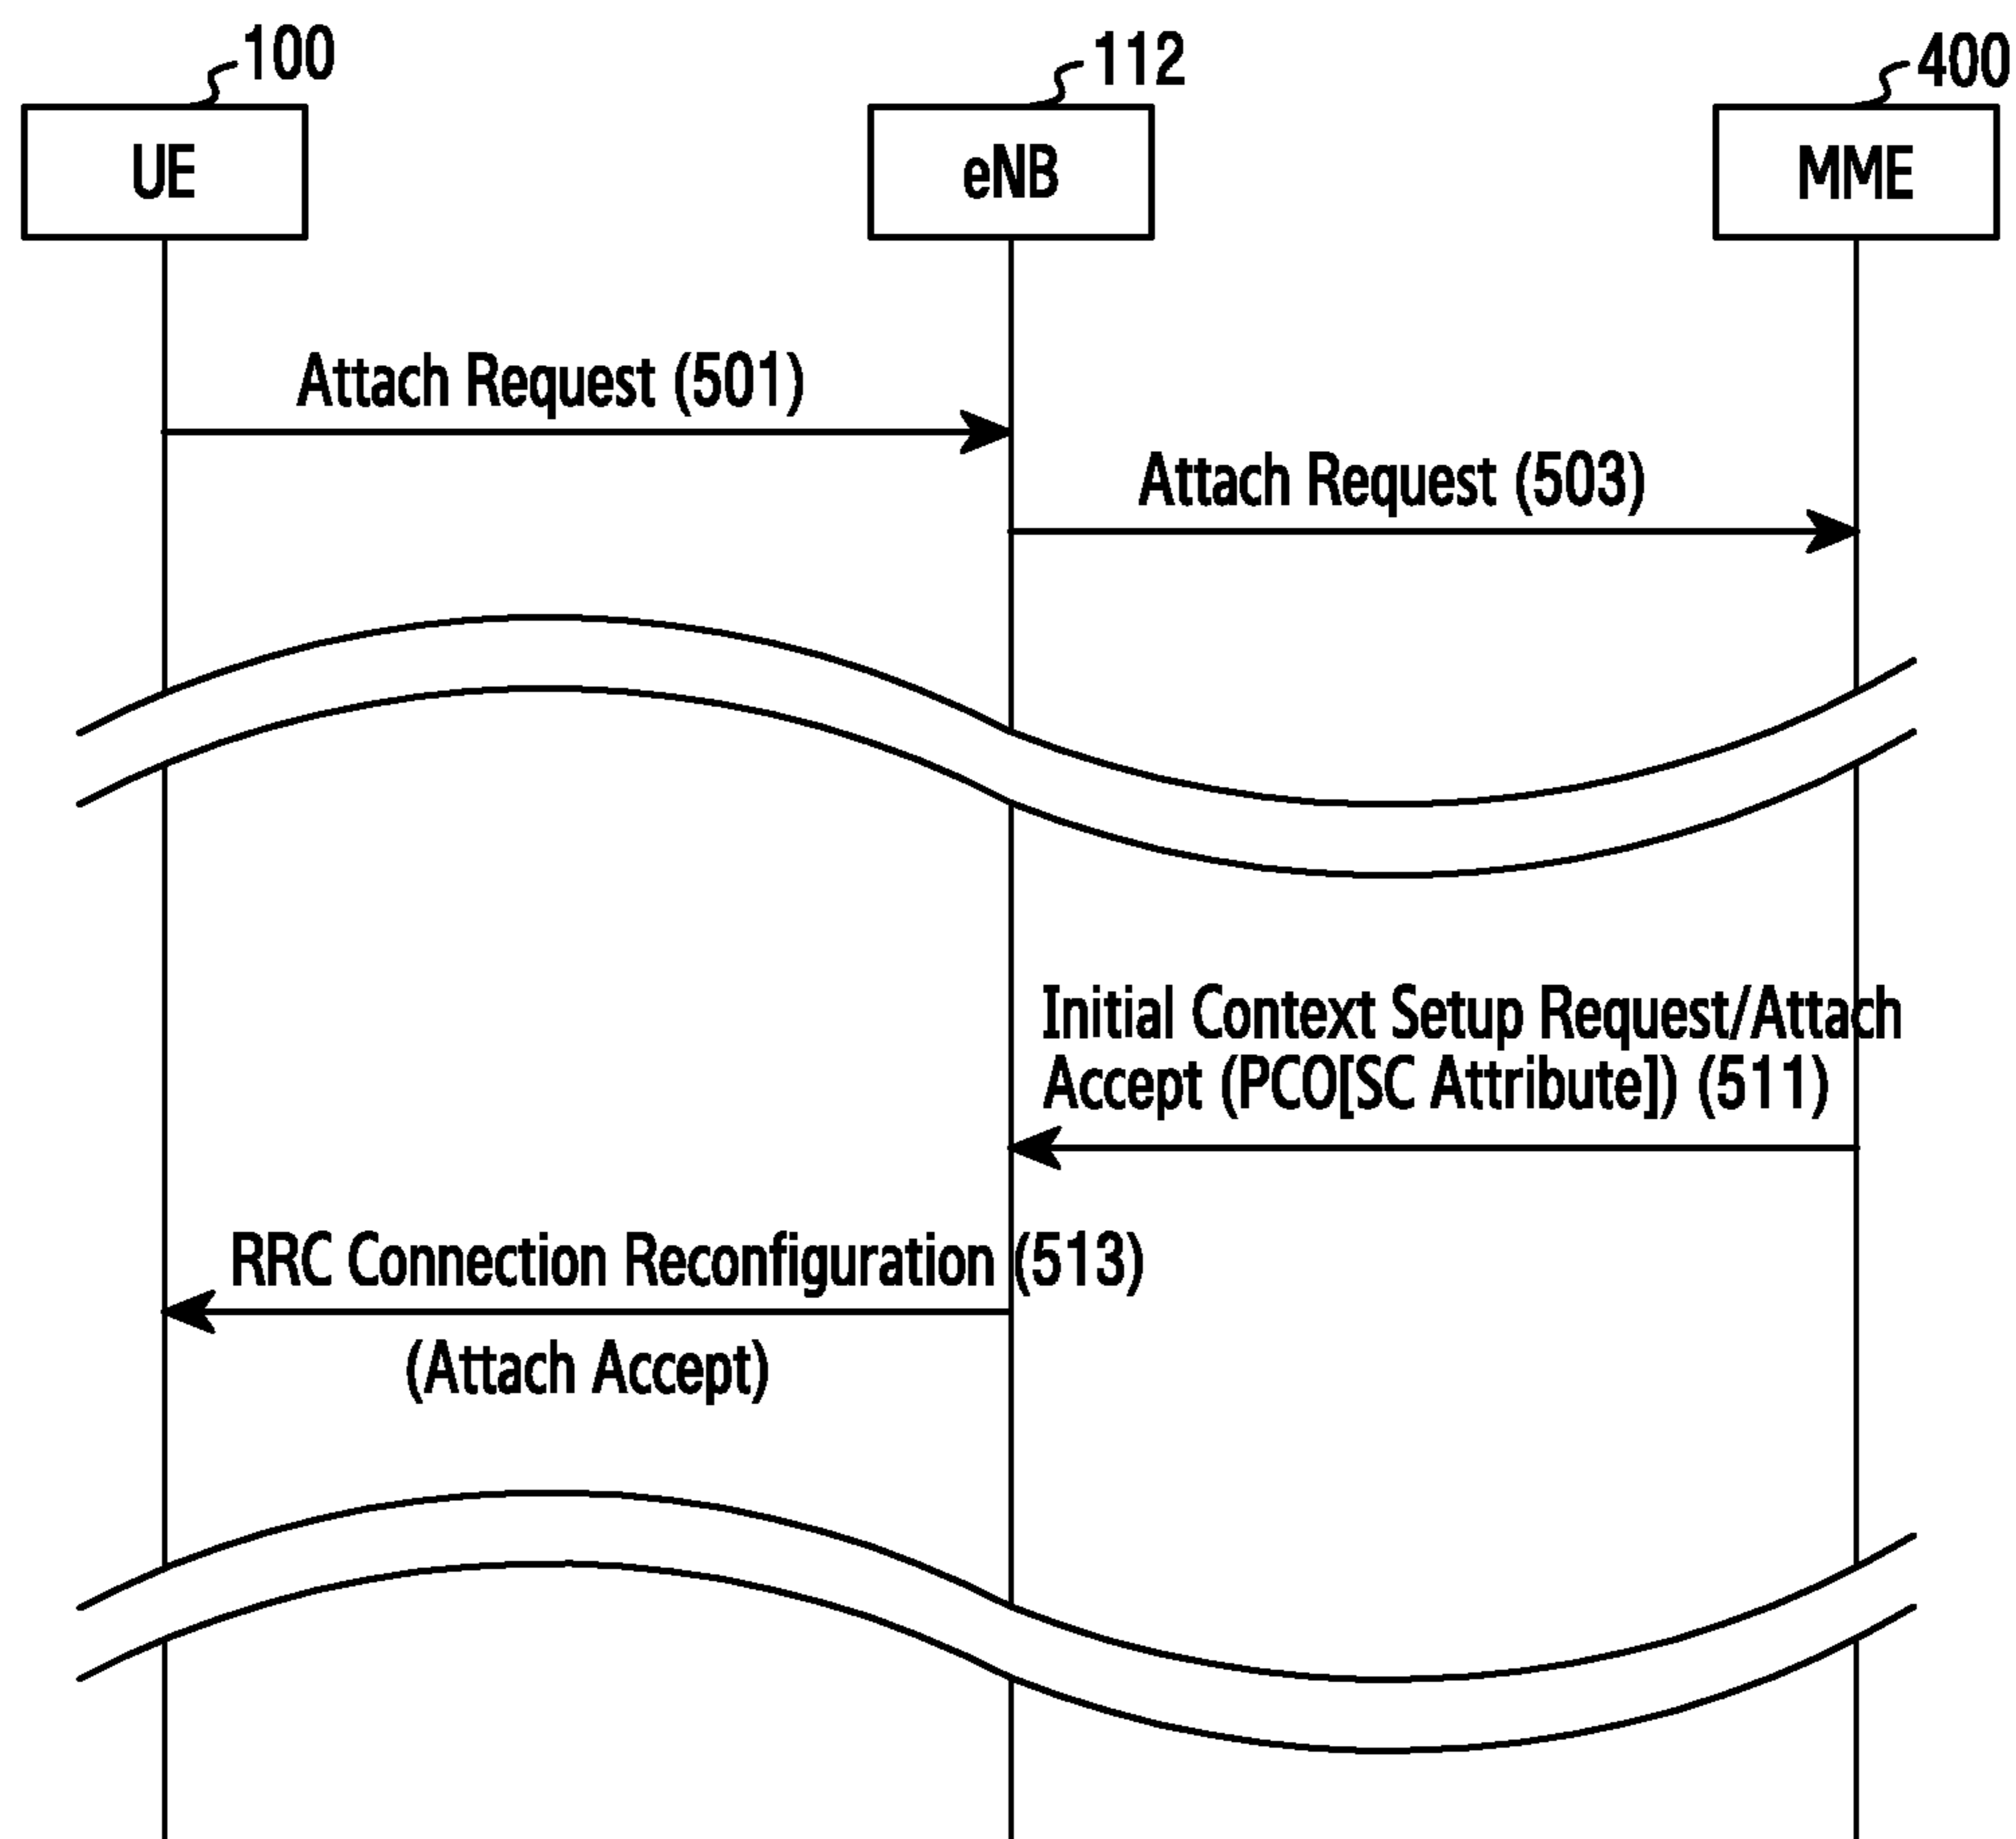 100
112
400
UE
eNB
MME
Attach Request (501)
Attach Request (503)
Initial Context Setup Request/Attach
Accept (PCO[SC Attribute]) (511)
RRC Connection Reconfiguration (513)
(Attach Accept)